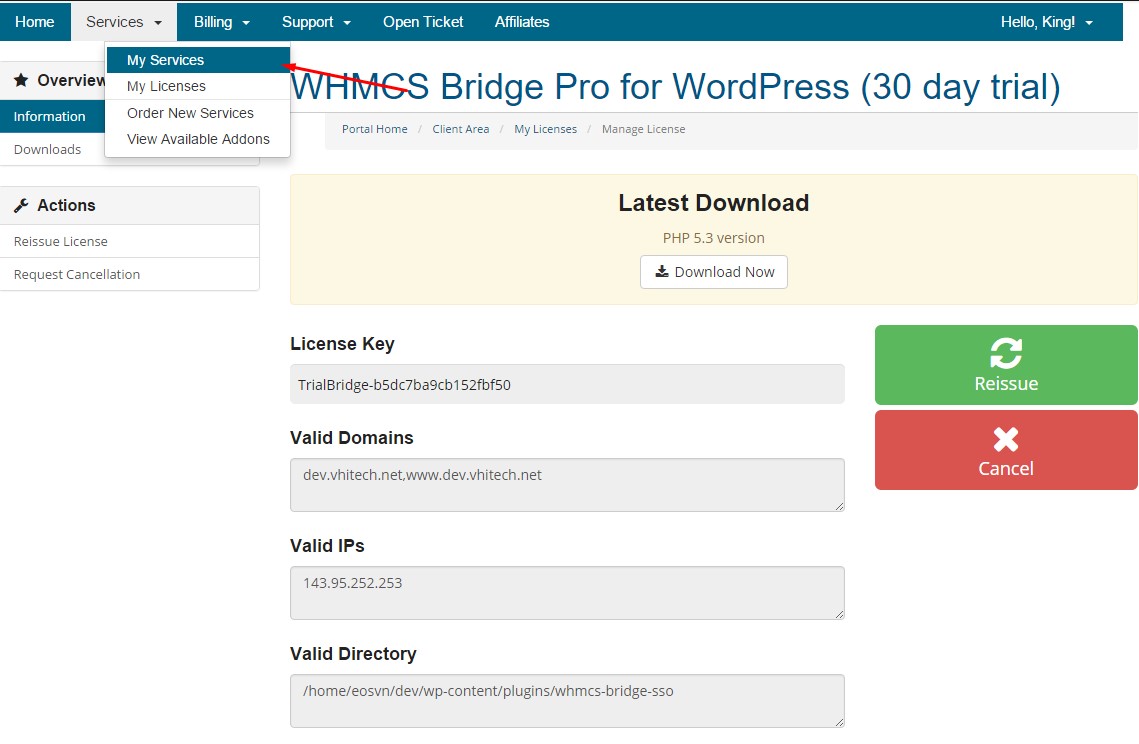 Home Services Billing Support Open Ticket Affiliates Hello, King!
My Services
My Licenses
Order New Services
View Available Addons
Overview
Information
Downloads
Actions
Reissue License
Request Cancellation
WHMCS Bridge Pro for WordPress (30 day trial)
Portal Home / Client Area / My Licenses / Manage License
Latest Download
PHP 5.3 version
Download Now
License Key
TrialBridge-b5dc7ba9cb152fbf50
Reissue
Cancel
Valid Domains
dev.vhitech.net,www.dev.vhitech.net
Valid IPs
143.95.252.253
Valid Directory
/home/eosvn/dev/wp-content/plugins/whmcs-bridge-sso